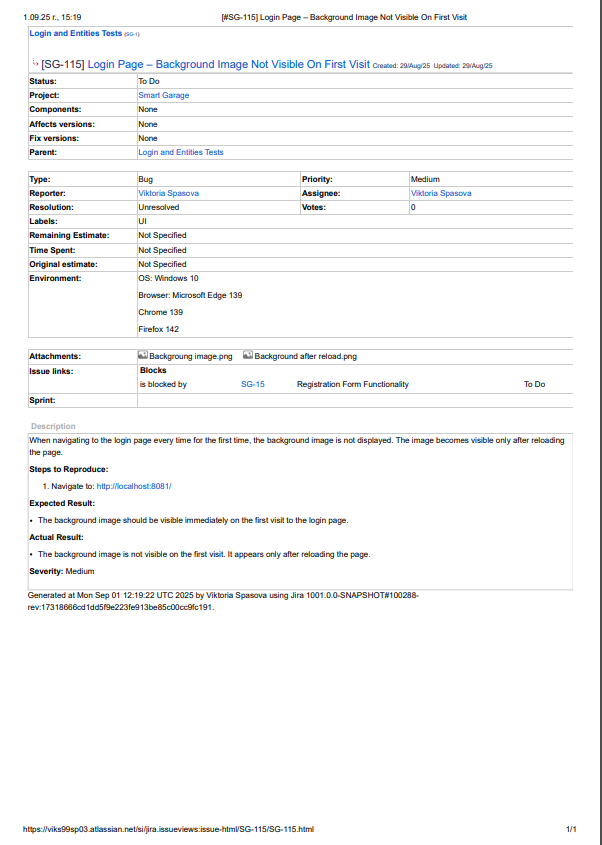 1.09.25 г., 15:19 [#SG-115] Login Page – Background Image Not Visible On First Visit
Login and Entities Tests (SG-1)
[SG-115] Login Page – Background Image Not Visible On First Visit Created: 29/Aug/25 Updated: 29/Aug/25
Status: To Do
Project: Smart Garage
Components: None
Affects versions: None
Fix versions: None
Parent: Login and Entities Tests
Type: Bug Priority: Medium
Reporter: Viktoria Spasova Assignee: Viktoria Spasova
Resolution: Unresolved Votes: 0
Labels: UI
Remaining Estimate: Not Specified
Time Spent: Not Specified
Original estimate: Not Specified
Environment: OS: Windows 10
Browser: Microsoft Edge 139
Chrome 139
Firefox 142
Attachments: Backgroung image.png Background after reload.png
Issue links: Blocks
is blocked by SG-15 Registration Form Functionality To Do
Sprint:
Description
When navigating to the login page every time for the first time, the background image is not displayed. The image becomes visible only after reloading
the page.
Steps to Reproduce:
1. Navigate to: http://localhost:8081/
Expected Result:
• The background image should be visible immediately on the first visit to the login page.
Actual Result:
• The background image is not visible on the first visit. It appears only after reloading the page.
Severity: Medium
Generated at Mon Sep 01 12:19:22 UTC 2025 by Viktoria Spasova using Jira 1001.0.0-SNAPSHOT#100288-
rev:17318666cd1dd5f9e223fe913be85c00cc9fc191.
https://viks99sp03.atlassian.net/si/jira.issueviews:issue-html/SG-115/SG-115.html 1/1